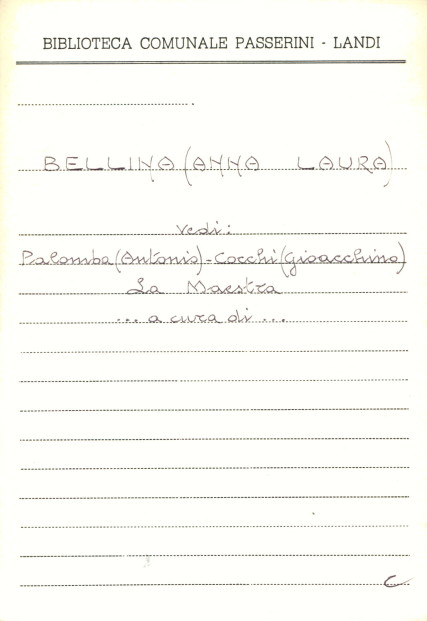 BIBLIOTECA COMUNALE PASSERINI - LANDI
BELLINA (ANNA LAURA)
Vedi:
Palomba (Antonio) - Cocchi (Gioacchino)
La Maestra
... a cura di ...
C